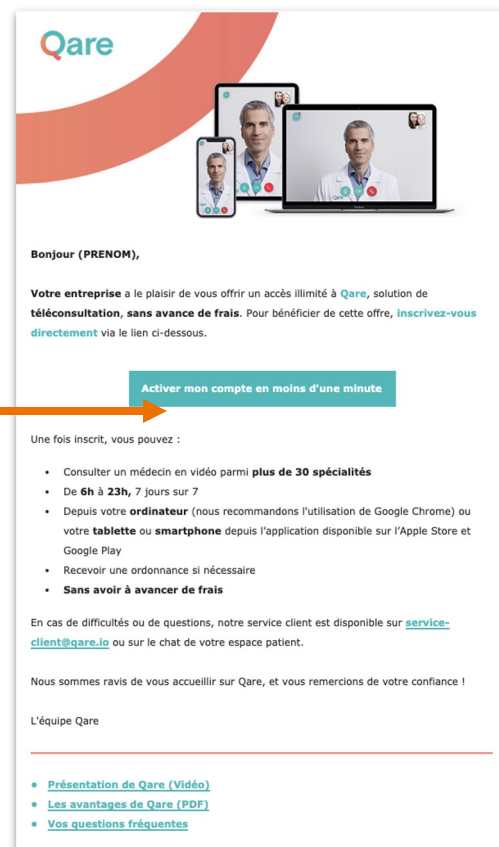 Qare
Bonjour (PRENOM),
Votre entreprise a le plaisir de vous offrir un accès illimité à Qare, solution de
téléconsultation, sans avance de frais. Pour bénéficier de cette offre, inscrivez-vous
directement via le lien ci-dessous.
Activer mon compte en moins d'une minute
Une fois inscrit, vous pouvez :
• Consulter un médecin en vidéo parmi plus de 30 spécialités
• De 6h à 23h, 7 jours sur 7
• Depuis votre ordinateur (nous recommandons l'utilisation de Google Chrome) ou
votre tablette ou smartphone depuis l'application disponible sur l'Apple Store et
Google Play
• Recevoir une ordonnance si nécessaire
• Sans avoir à avancer de frais
En cas de difficultés ou de questions, notre service client est disponible sur service-
client@qare.io ou sur le chat de votre espace patient.
Nous sommes ravis de vous accueillir sur Qare, et vous remercions de votre confiance !
L'équipe Qare
• Présentation de Qare (Vidéo)
• Les avantages de Qare (PDF)
• Vos questions fréquentes